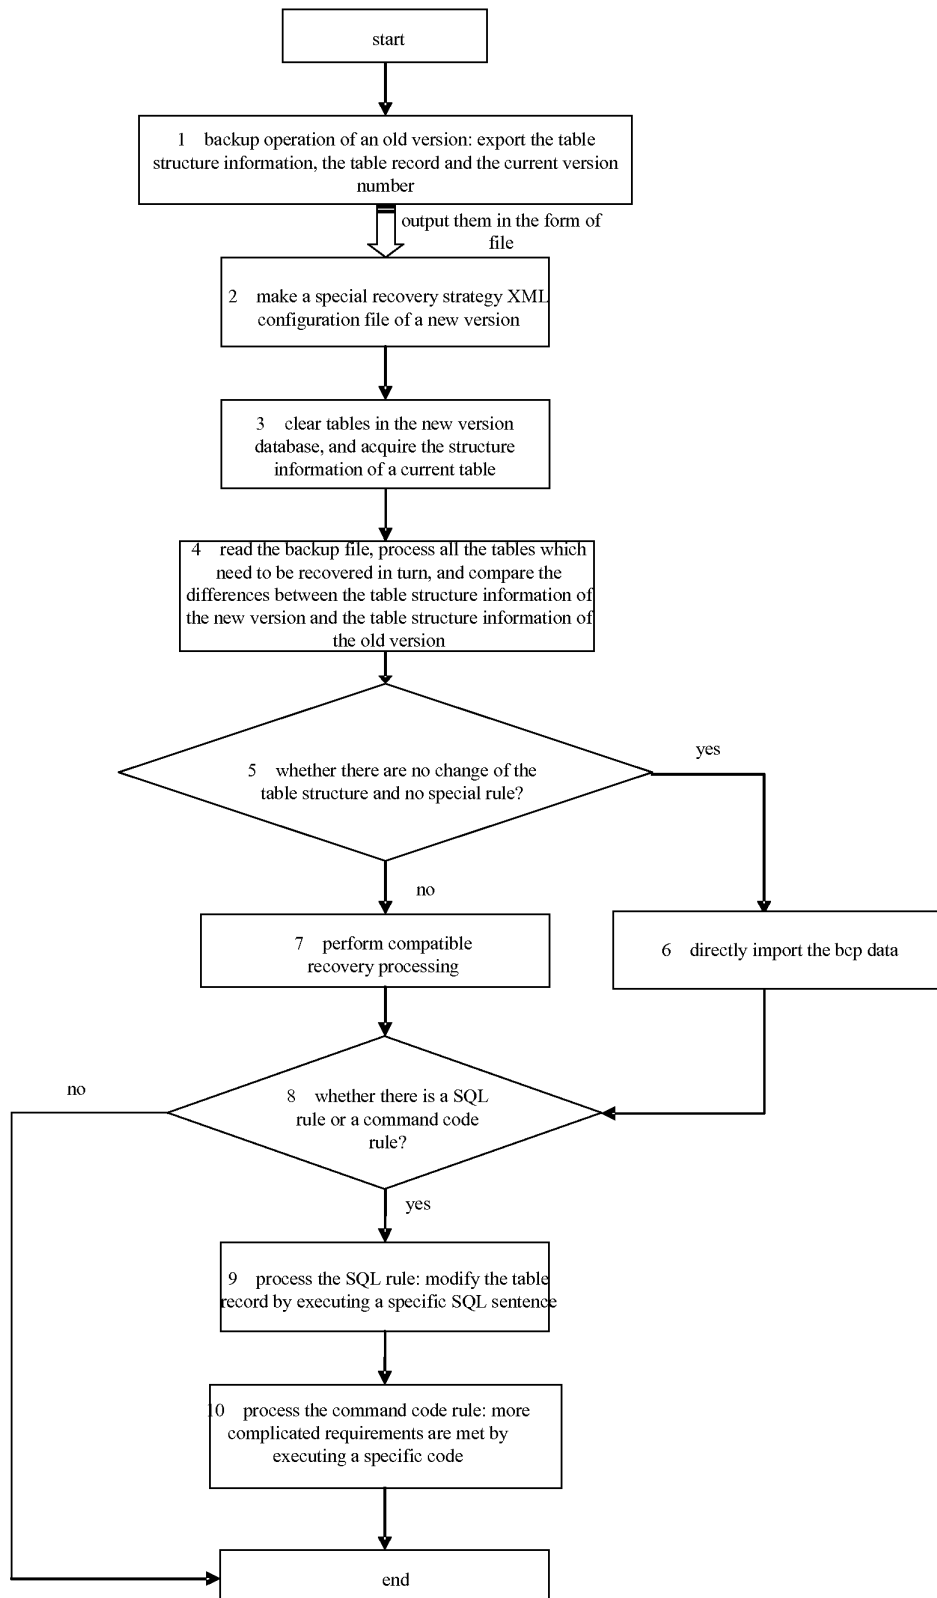 start
1 backup operation of an old version: export the table
structure information, the table record and the current version
number
output them in the form of
file
2 make a special recovery strategy XML
configuration file of a new version
3 clear tables in the new version
database, and acquire the structure
information of a current table
4 read the backup file, process all the tables which
need to be recovered in turn, and compare the
differences between the table structure information of
the new version and the table structure information of
the old version
yes
5 whether there are no change of the
table structure and no special rule?
no
7 perform compatible
recovery processing
6 directly import the bcp data
no
8 whether there is a SQL
rule or a command code
rule?
yes
9 process the SQL rule: modify the table
record by executing a specific SQL sentence
10 process the command code rule: more
complicated requirements are met by
executing a specific code
end